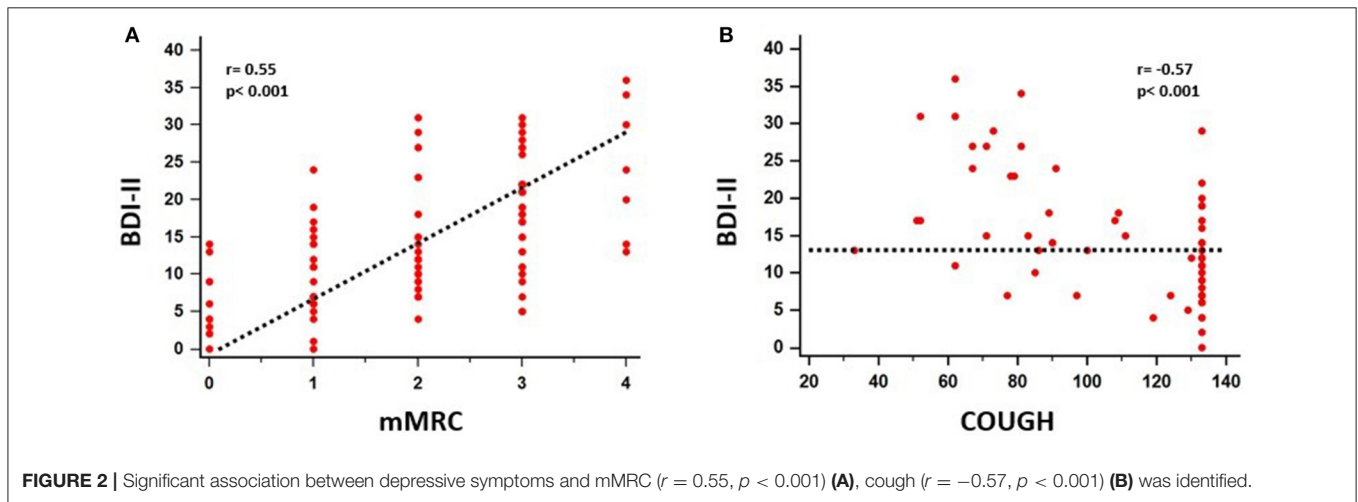 A
40
35
30
25
20
15
10
5
0
BDI-II
r= 0.55
p< 0.001
0 1 2 3 4
mMRC
B
40
35
30
25
20
15
10
5
0
BDI-II
r= -0.57
p< 0.001
20 40 60 80 100 120 140
COUGH
FIGURE 2 | Significant association between depressive symptoms and mMRC (r = 0.55, p < 0.001) (A), cough (r = −0.57, p < 0.001) (B) was identified.